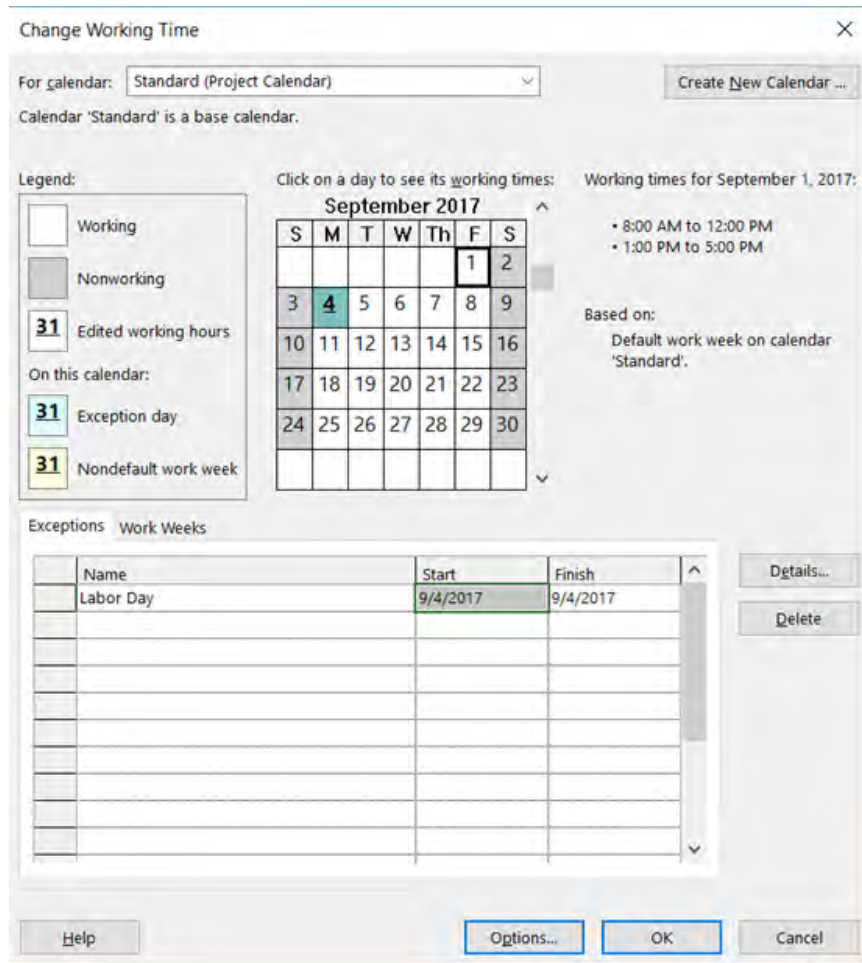 Change Working Time
For calendar: Standard (Project Calendar) Create New Calendar ...
Calendar 'Standard' is a base calendar.
Legend:
Working
Nonworking
31 Edited working hours
On this calendar:
31 Exception day
31 Nondefault work week
Click on a day to see its working times:
September 2017
S M T W Th F S
1 2
3 4 5 6 7 8 9
10 11 12 13 14 15 16
17 18 19 20 21 22 23
24 25 26 27 28 29 30
Working times for September 1, 2017:
• 8:00 AM to 12:00 PM
• 1:00 PM to 5:00 PM
Based on:
Default work week on calendar
'Standard'.
Exceptions Work Weeks
Name Start Finish
Labor Day 9/4/2017 9/4/2017
Details...
Delete
Help Options... OK Cancel